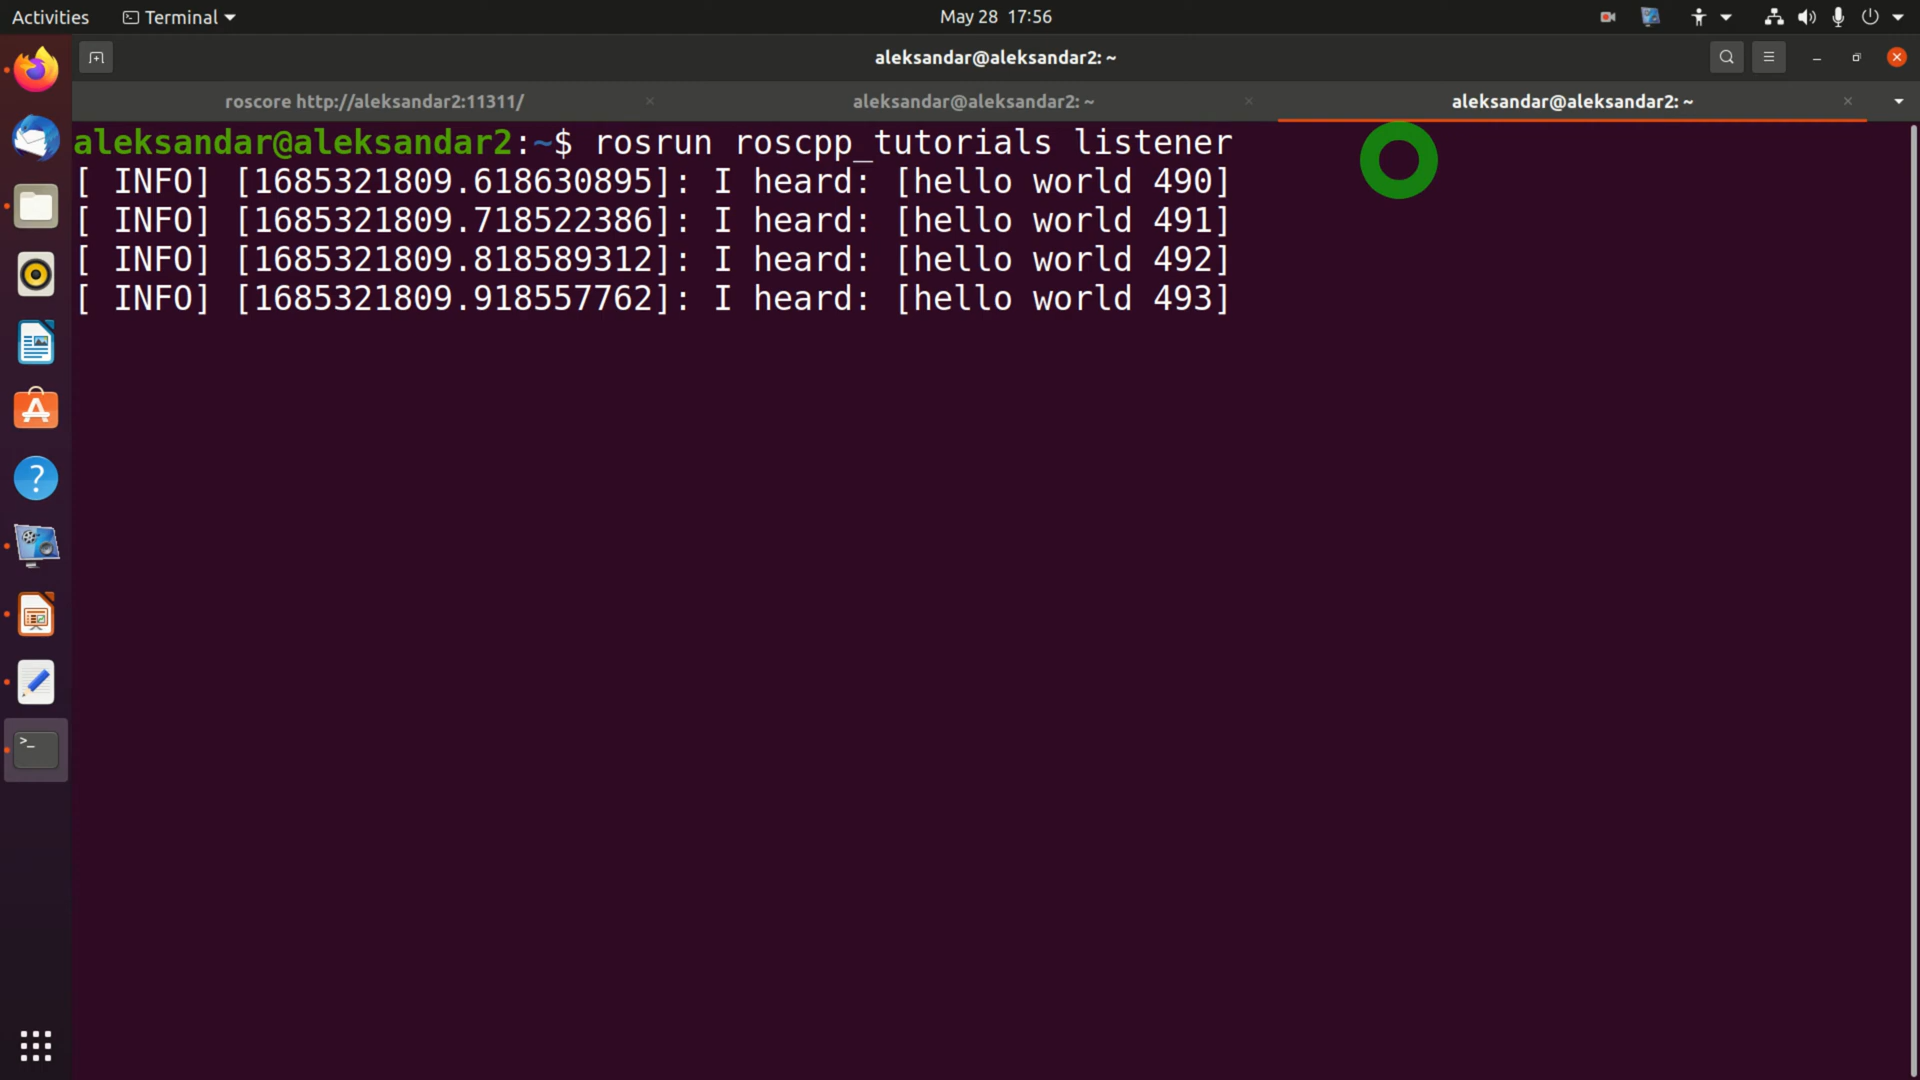 Activities Terminal May 28 17:56
aleksandar@aleksandar2: ~
roscore http://aleksandar2:11311/ aleksandar@aleksandar2: ~ aleksandar@aleksandar2: ~
aleksandar@aleksandar2:~$ rosrun roscpp_tutorials listener
[ INFO] [1685321809.618630895]: I heard: [hello world 490]
[ INFO] [1685321809.718522386]: I heard: [hello world 491]
[ INFO] [1685321809.818589312]: I heard: [hello world 492]
[ INFO] [1685321809.918557762]: I heard: [hello world 493]